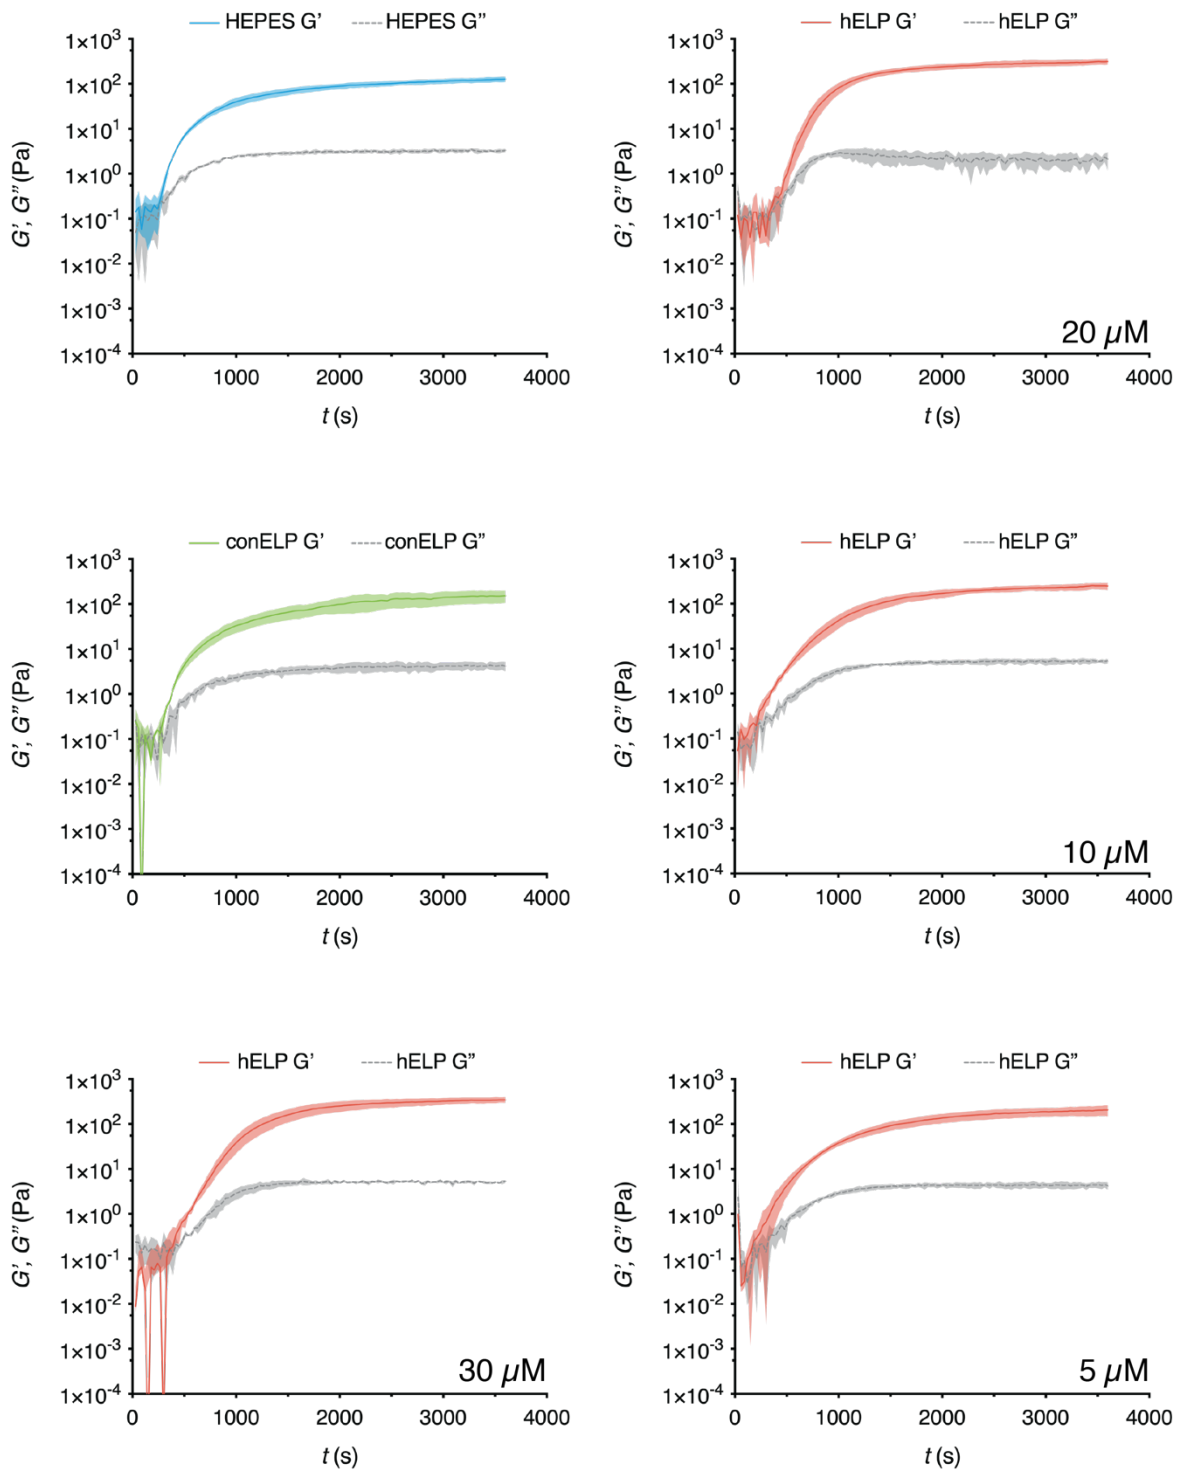 HEPES G’ HEPES G”
1×10³
1×10²
1×10¹
1×10⁰
1×10⁻¹
1×10⁻²
1×10⁻³
1×10⁻⁴
G’, G” (Pa)
0 1000 2000 3000 4000
t (s)
hELP G’ hELP G”
1×10³
1×10²
1×10¹
1×10⁰
1×10⁻¹
1×10⁻²
1×10⁻³
1×10⁻⁴
G’, G” (Pa)
20 µM
0 1000 2000 3000 4000
t (s)
conELP G’ conELP G”
1×10³
1×10²
1×10¹
1×10⁰
1×10⁻¹
1×10⁻²
1×10⁻³
1×10⁻⁴
G’, G” (Pa)
0 1000 2000 3000 4000
t (s)
hELP G’ hELP G”
1×10³
1×10²
1×10¹
1×10⁰
1×10⁻¹
1×10⁻²
1×10⁻³
1×10⁻⁴
G’, G” (Pa)
10 µM
0 1000 2000 3000 4000
t (s)
hELP G’ hELP G”
1×10³
1×10²
1×10¹
1×10⁰
1×10⁻¹
1×10⁻²
1×10⁻³
1×10⁻⁴
G’, G” (Pa)
30 µM
0 1000 2000 3000 4000
t (s)
hELP G’ hELP G”
1×10³
1×10²
1×10¹
1×10⁰
1×10⁻¹
1×10⁻²
1×10⁻³
1×10⁻⁴
G’, G” (Pa)
5 µM
0 1000 2000 3000 4000
t (s)